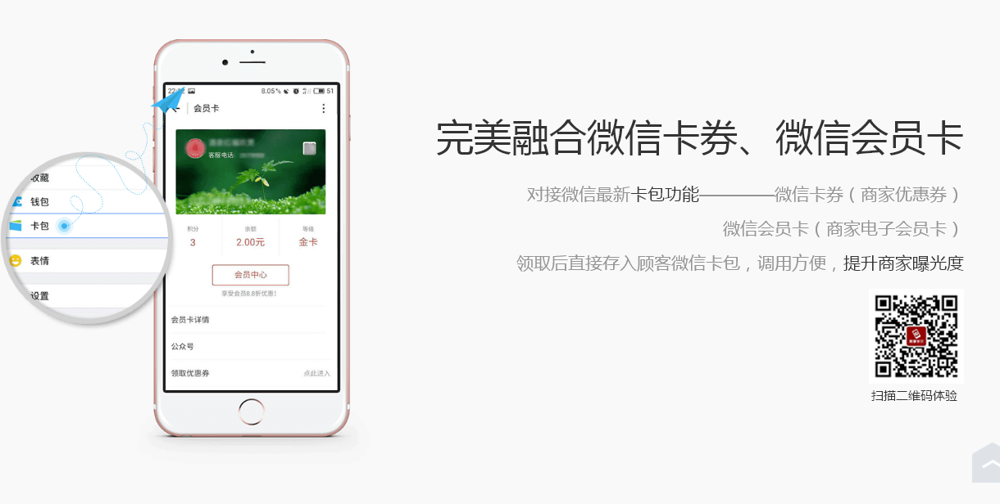 8.05%
51
会员卡
客服电话:
积分
余额
等级
3
2.00元
金卡
会员中心
享受会员8.8折优惠!
会员卡详情
公众号
领取优惠券
点此进入
收藏
钱包
卡包
表情
设置
完美融合微信卡券、微信会员卡
对接微信最新卡包功能————微信卡券（商家优惠券）
微信会员卡（商家电子会员卡）
领取后直接存入顾客微信卡包，调用方便，提升商家曝光度
扫描二维码体验